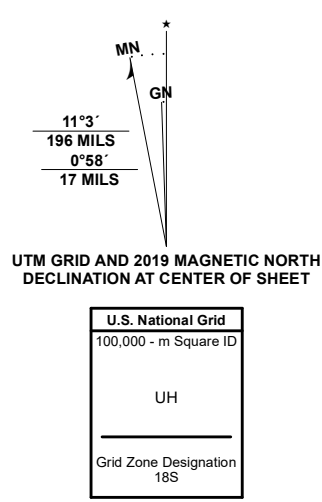 MN
GN
11°3´
196 MILS
0°58´
17 MILS
UTM GRID AND 2019 MAGNETIC NORTH
DECLINATION AT CENTER OF SHEET
U.S. National Grid
100,000 - m Square ID
UH
Grid Zone Designation
18S